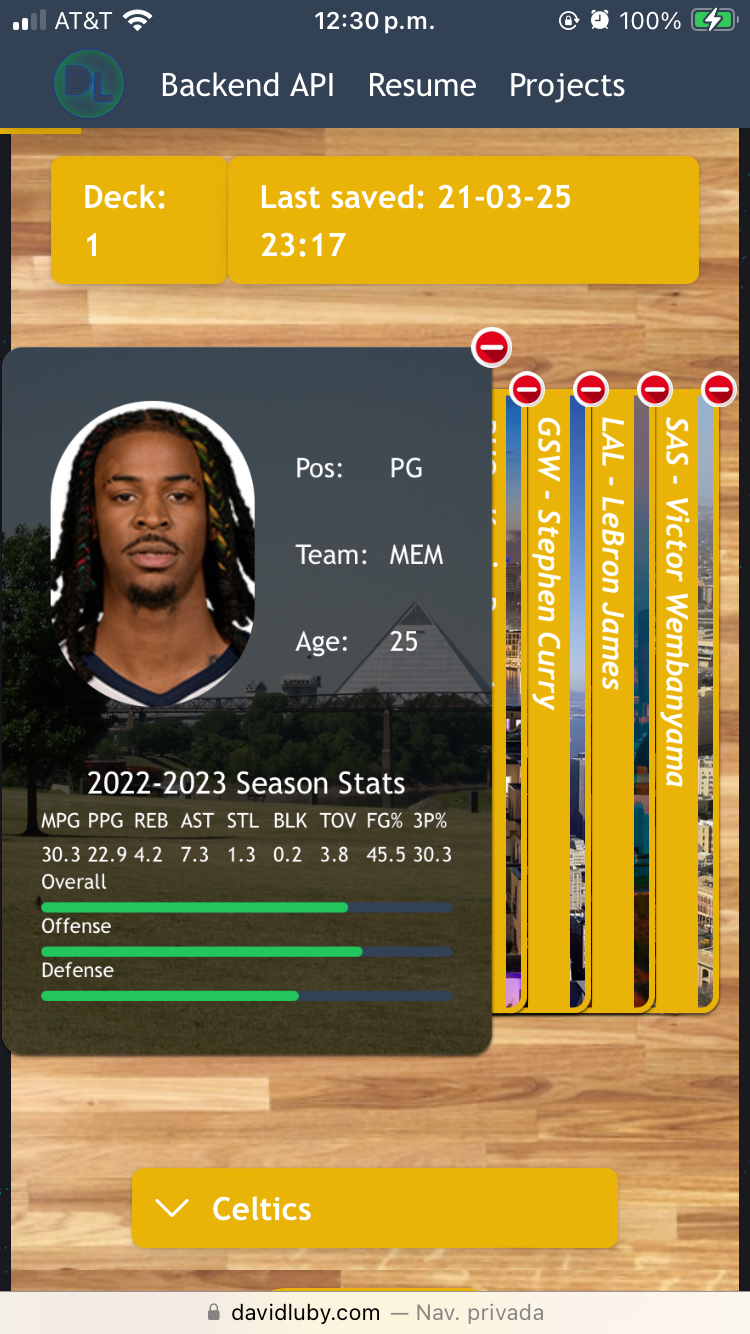 AT&T 12:30 p.m. 100%
DL Backend API Resume Projects
Deck:
1
Last saved: 21-03-25
23:17
Pos: PG
Team: MEM
Age: 25
2022-2023 Season Stats
MPG PPG REB AST STL BLK TOV FG% 3P%
30.3 22.9 4.2 7.3 1.3 0.2 3.8 45.5 30.3
Overall
Offense
Defense
GSW - Stephen Curry
LAL - LeBron James
SAS - Victor Wembanyama
Celtics
davidluby.com — Nav. privada